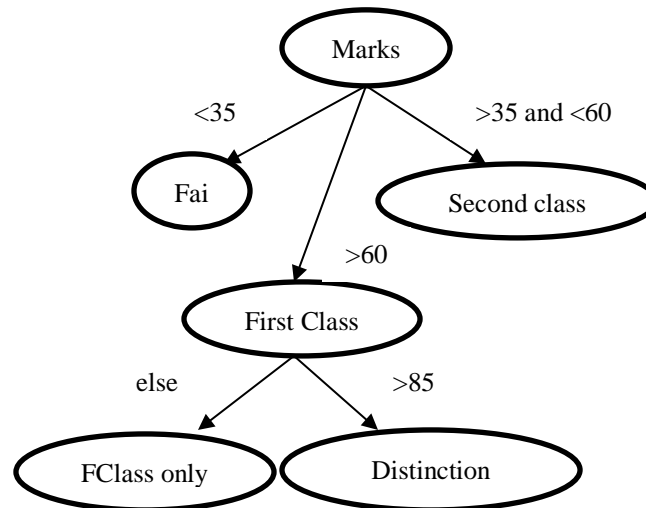 Marks
<35
>35 and <60
Fai
Second class
>60
First Class
else
>85
FClass only
Distinction